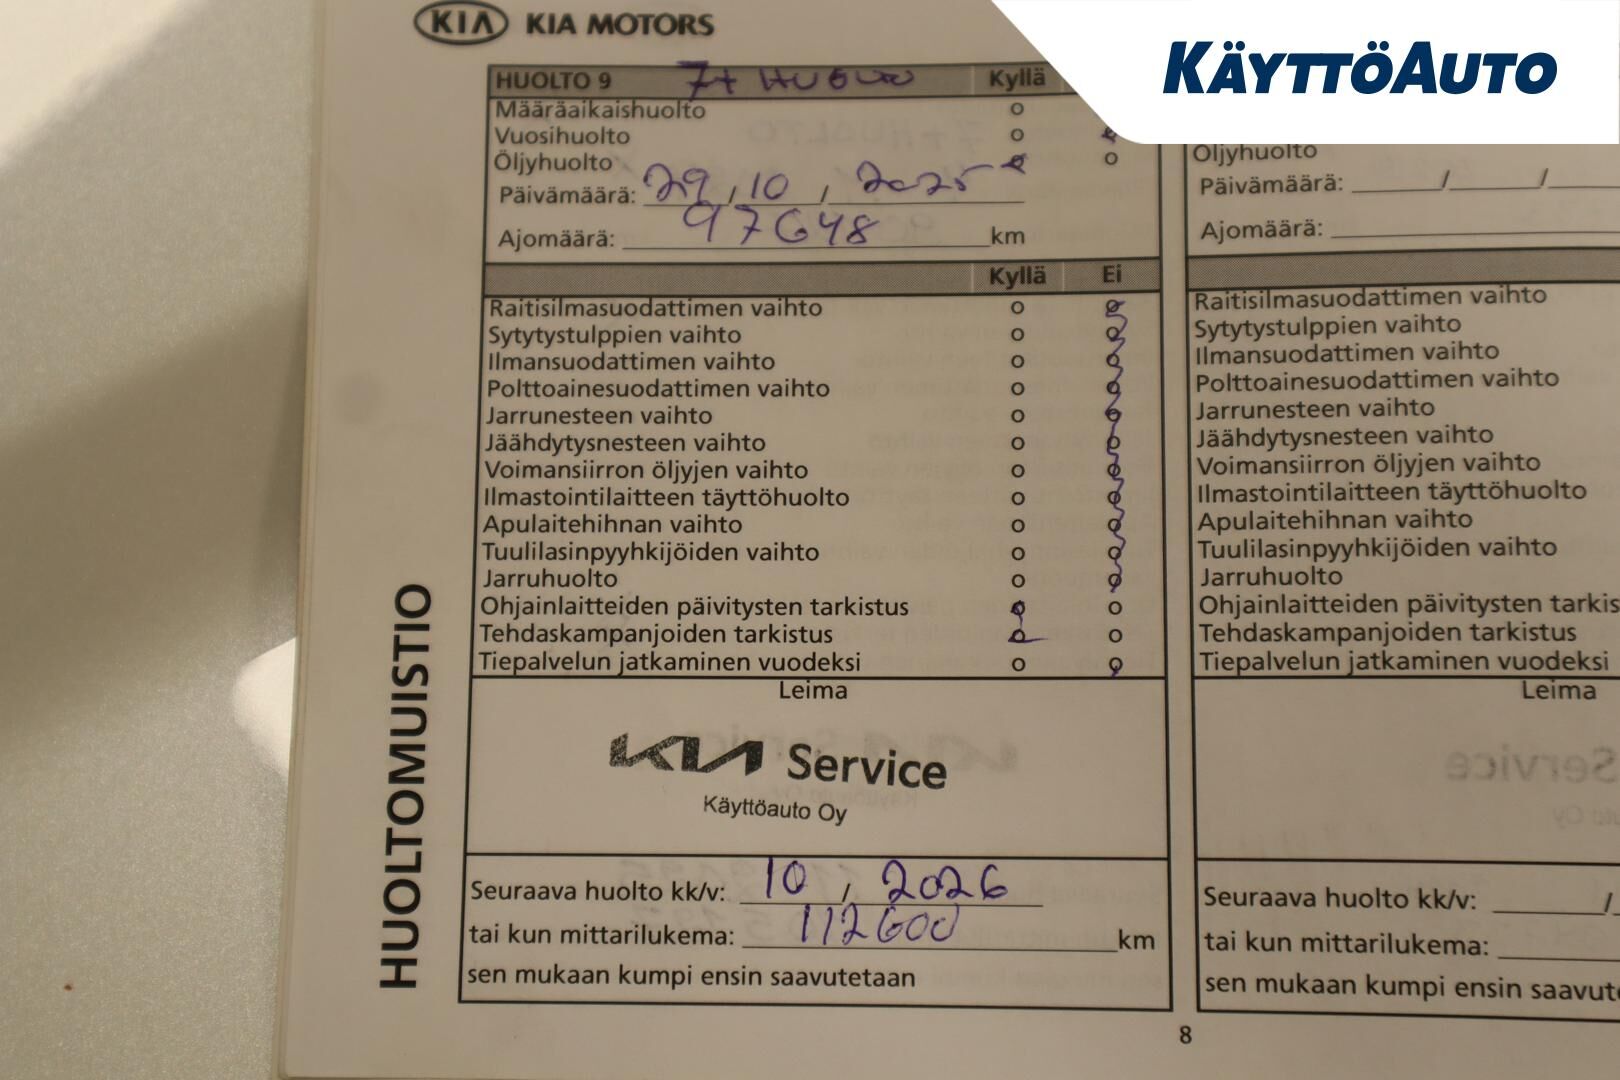 KIA KIA MOTORS
KÄYTTÖAUTO
HUOLTO 9 7+ HUOLTO Kyllä
Määräaikaishuolto o
Vuosihuolto o
Öljyhuolto o
Päivämäärä: 29 / 10 / 2025
Ajomäärä: 97648 km
Kyllä Ei
Raitisilmasuodattimen vaihto o o
Sytytystulppien vaihto o o
Ilmansuodattimen vaihto o o
Polttoainesuodattimen vaihto o o
Jarrunesteen vaihto o o
Jäähdytysnesteen vaihto o o
Voimansiirron öljyjen vaihto o o
Ilmastointilaitteen täyttöhuolto o o
Apulaitehihnan vaihto o o
Tuulilasinpyyhkijöiden vaihto o o
Jarruhuolto o o
Ohjainlaitteiden päivitysten tarkistus o o
Tehdaskampanjoiden tarkistus o o
Tiepalvelun jatkaminen vuodeksi o o
Leima
KIA Service
Käyttöauto Oy
Seuraava huolto kk/v: 10 / 2026
tai kun mittarilukema: 112600 km
sen mukaan kumpi ensin saavutetaan
HUOLTOMUISTIO
8
Öljyhuolto
Päivämäärä: / /
Ajomäärä:
Raitisilmasuodattimen vaihto
Sytytystulppien vaihto
Ilmansuodattimen vaihto
Polttoainesuodattimen vaihto
Jarrunesteen vaihto
Jäähdytysnesteen vaihto
Voimansiirron öljyjen vaihto
Ilmastointilaitteen täyttöhuolto
Apulaitehihnan vaihto
Tuulilasinpyyhkijöiden vaihto
Jarruhuolto
Ohjainlaitteiden päivitysten tarkis
Tehdaskampanjoiden tarkistus
Tiepalvelun jatkaminen vuodeksi
Leima
Seuraava huolto kk/v: /
tai kun mittarilukema:
sen mukaan kumpi ensin saavut